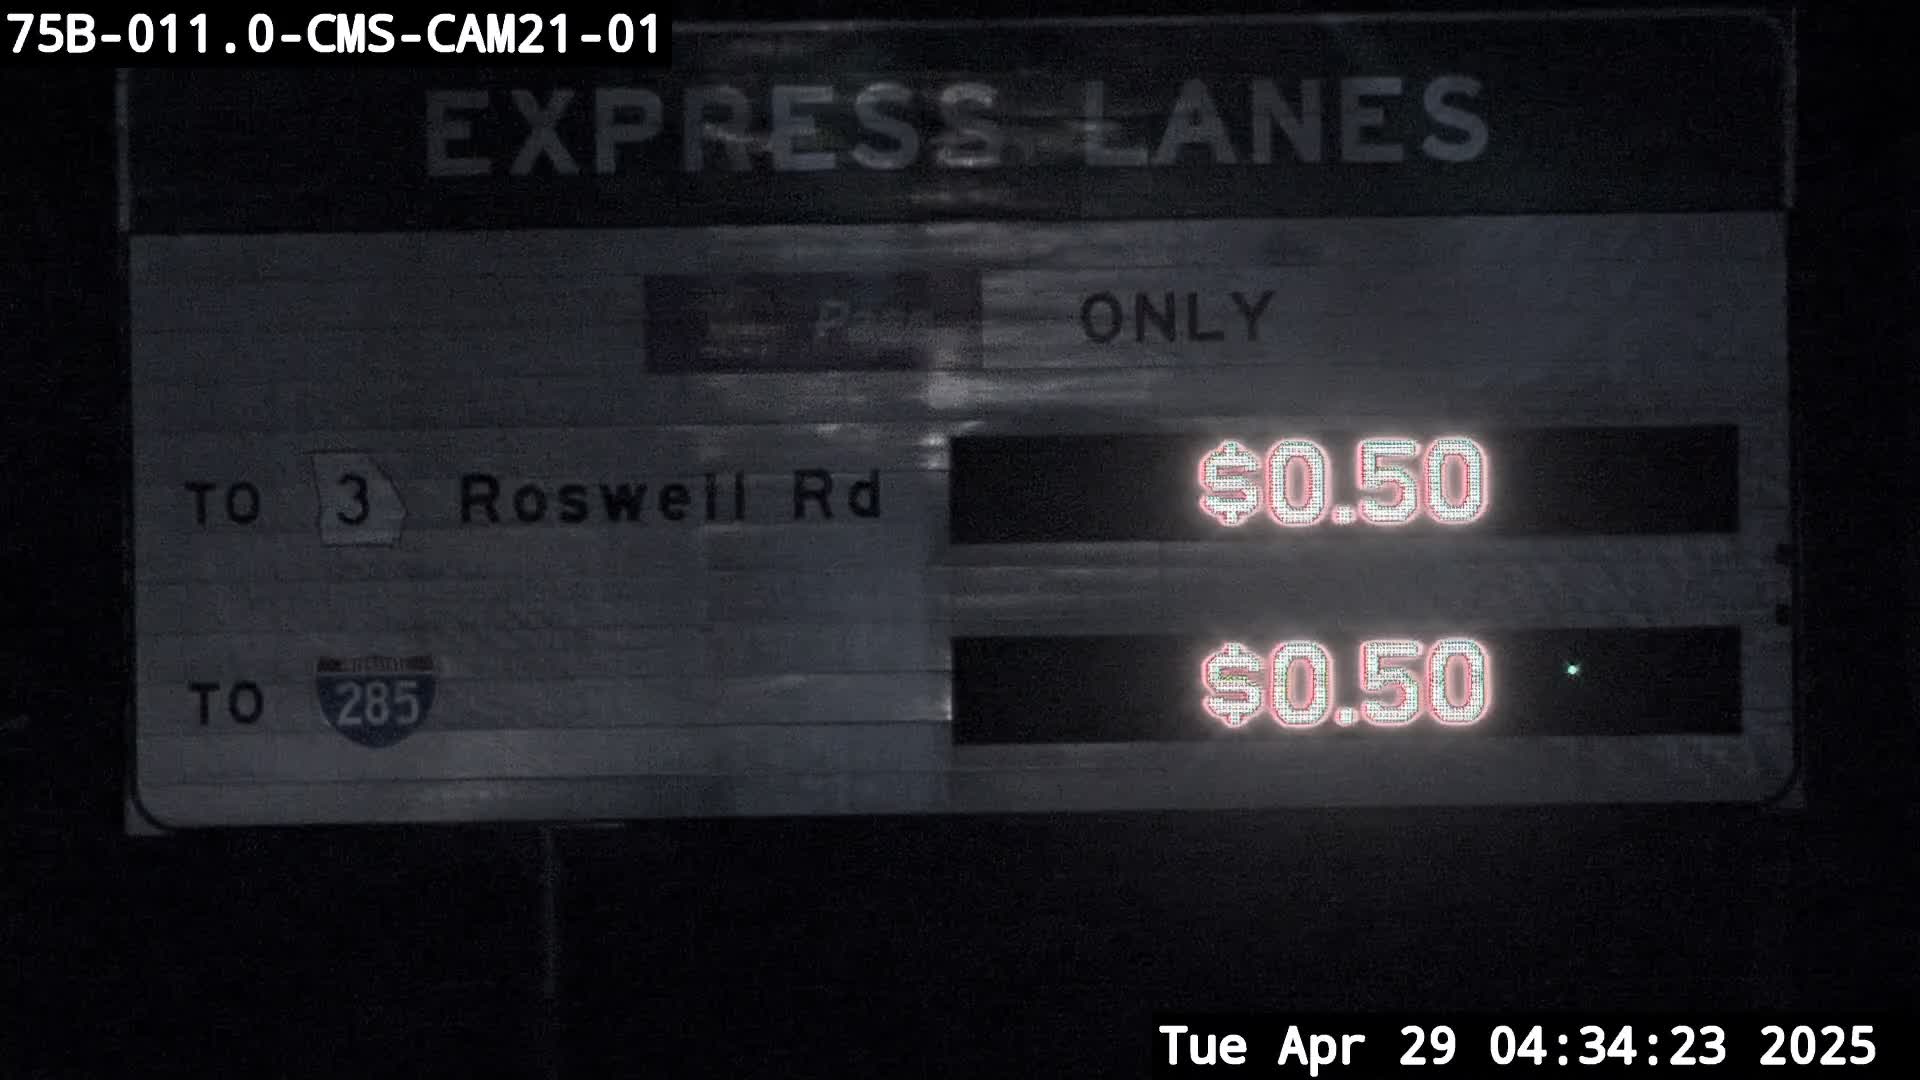 75B-011.0-CMS-CAM21-01
EXPRESS LANES
ONLY
TO 3 Roswell Rd $0.50
TO 285 $0.50
Tue Apr 29 04:34:23 2025